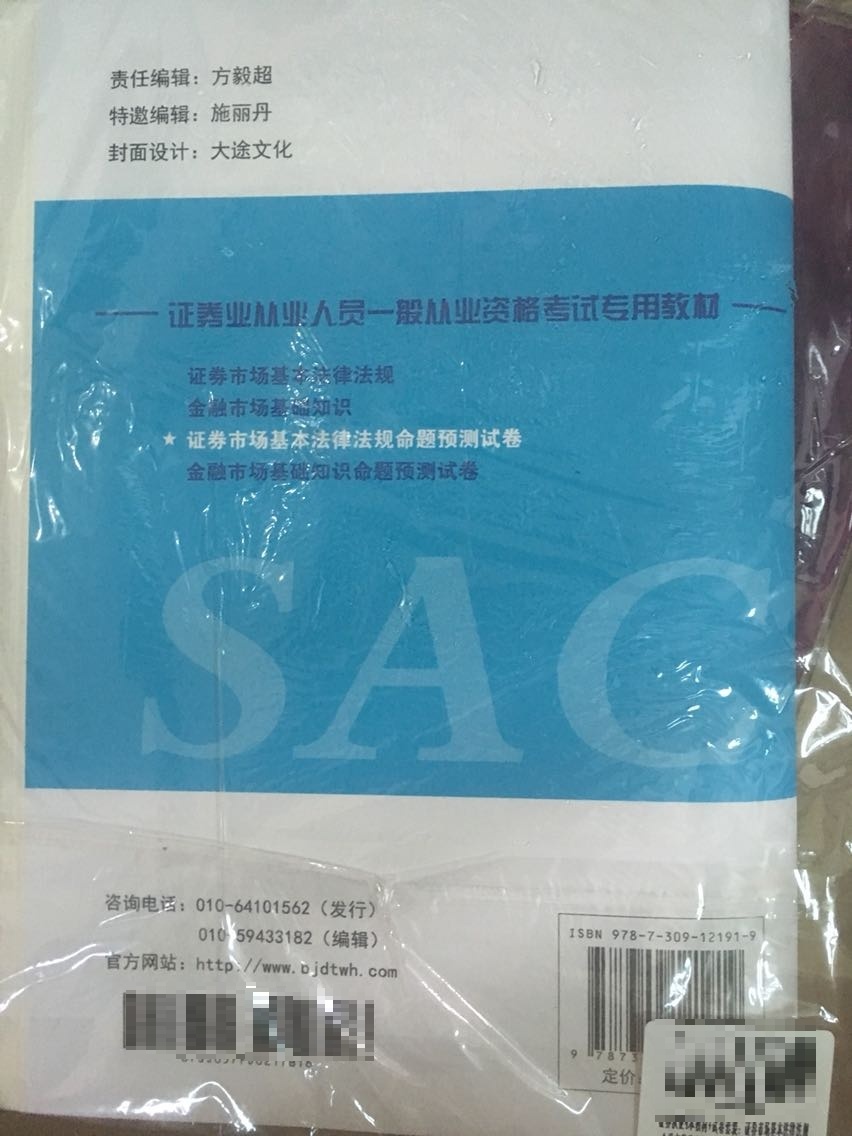 责任编辑：方毅超
特邀编辑：施丽丹
封面设计：大途文化
证券业从业人员一般从业资格考试专用教材
证券市场基本法律法规
金融市场基础知识
★ 证券市场基本法律法规命题预测试卷
金融市场基础知识命题预测试卷
SAC
咨询电话：010-64101562（发行）
010-59433182（编辑）
官方网站：http://www.bjdtwh.com
ISBN 978-7-309-12191-9
9 7873
定价